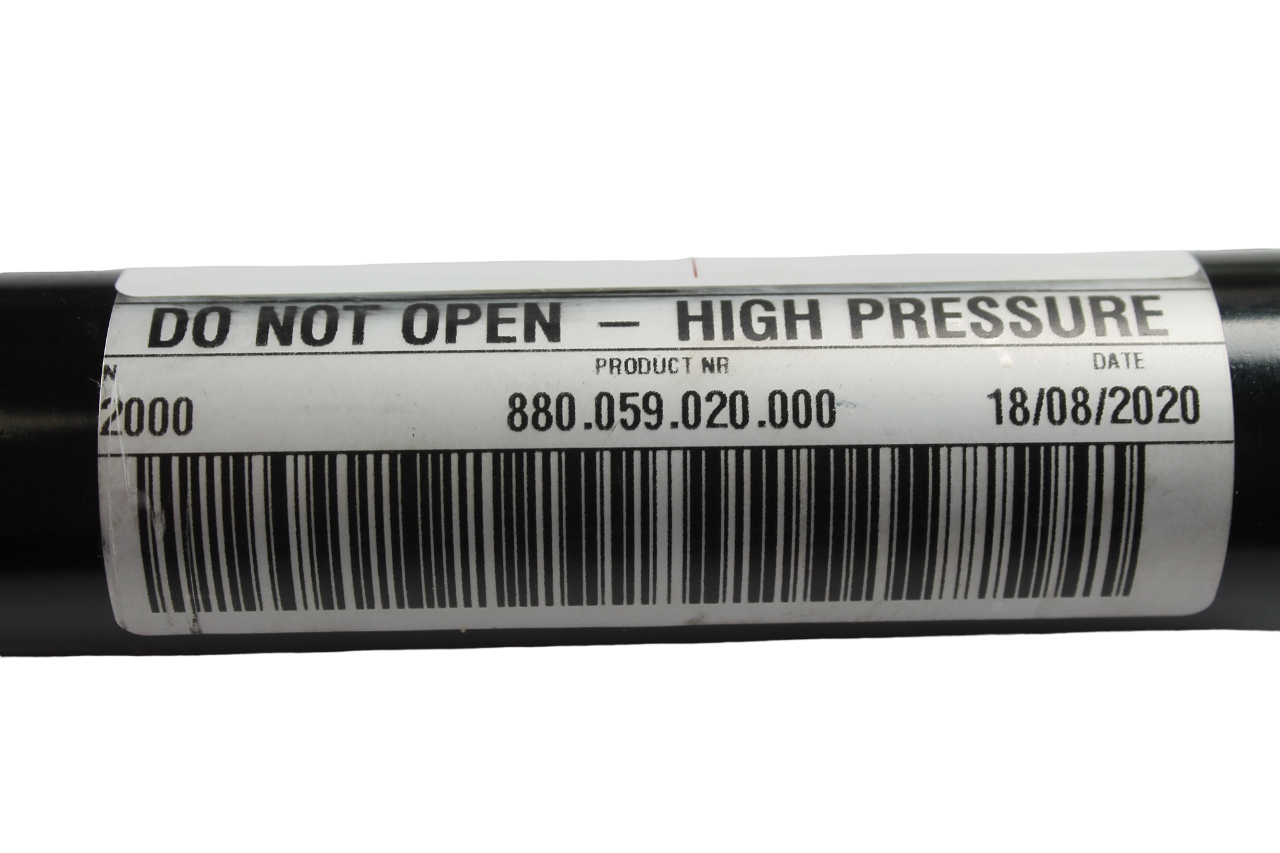 DO NOT OPEN – HIGH PRESSURE
N PRODUCT NR DATE
2000 880.059.020.000 18/08/2020